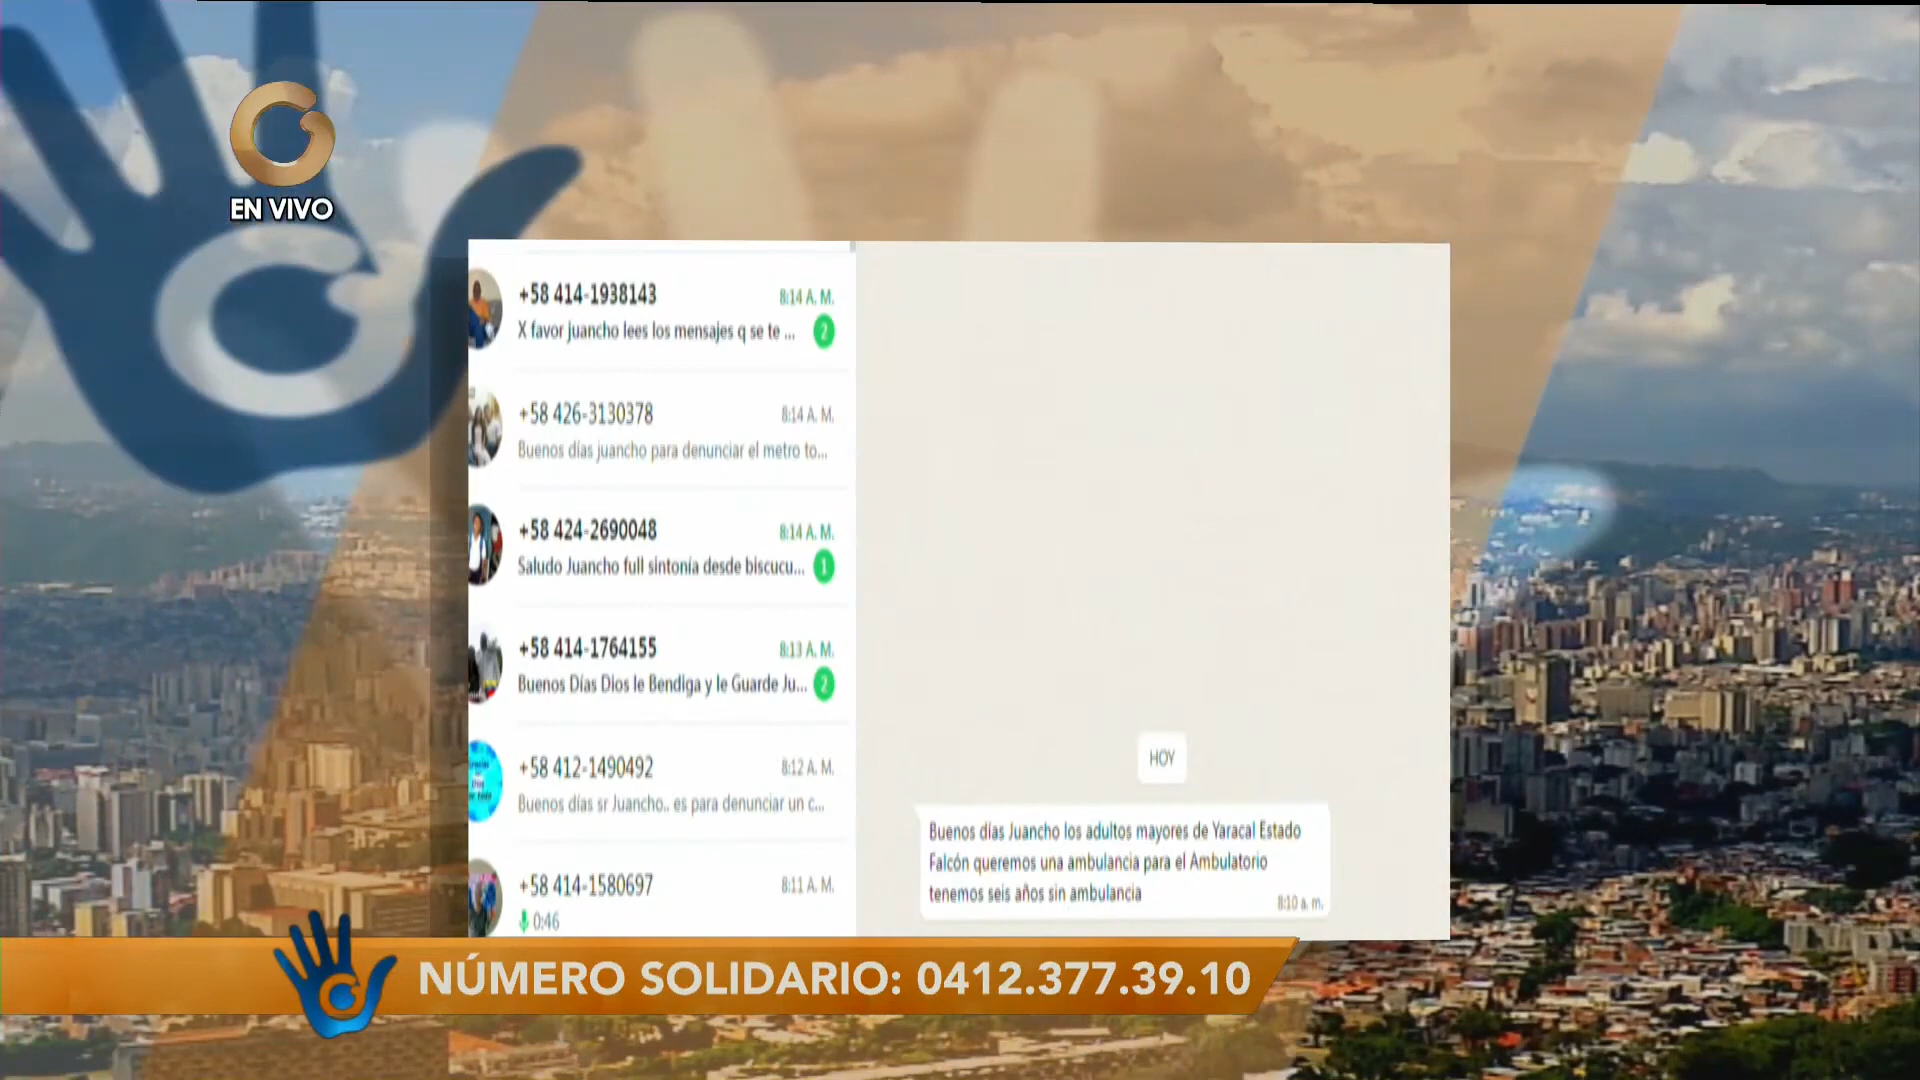 EN VIVO
+58 414-1938143
8:14 A. M.
X favor juancho lees los mensajes q se te ...
2
+58 426-3130378
8:14 A. M.
Buenos días juancho para denunciar el metro to...
+58 424-2690048
8:14 A. M.
Saludo Juancho full sintonía desde biscucu...
1
+58 414-1764155
8:13 A. M.
Buenos Días Dios le Bendiga y le Guarde Ju...
2
+58 412-1490492
8:12 A. M.
Buenos días sr Juancho.. es para denunciar un c...
+58 414-1580697
8:11 A. M.
0:46
HOY
Buenos días Juancho los adultos mayores de Yaracal Estado
Falcón queremos una ambulancia para el Ambulatorio
tenemos seis años sin ambulancia
8:10 a. m.
NÚMERO SOLIDARIO: 0412.377.39.10